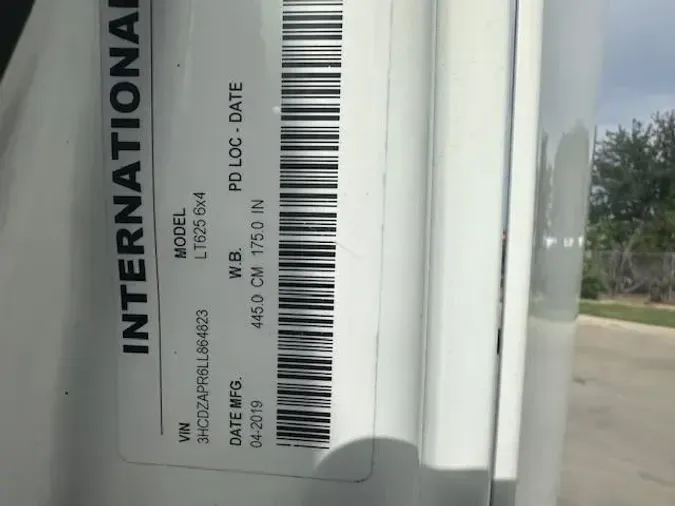 INTERNATIONAL
VIN MODEL
3HCDZAPR6LL864823 LT625 6x4
DATE MFG. W.B. PD LOC - DATE
04-2019 445.0 CM 175.0 IN